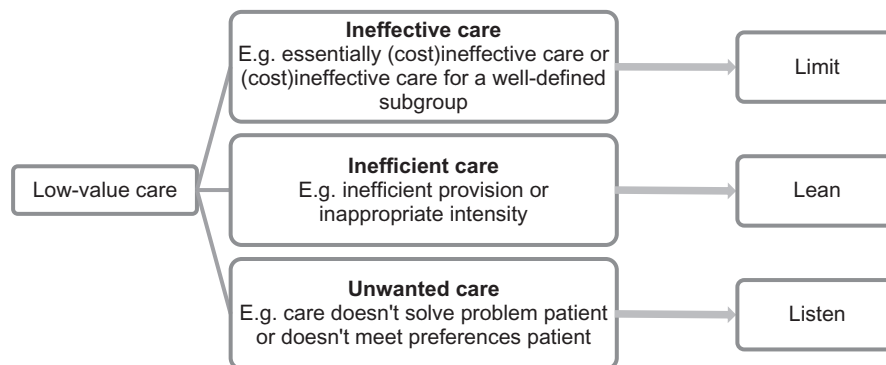 Low-value care
Ineffective care
E.g. essentially (cost)ineffective care or
(cost)ineffective care for a well-defined
subgroup
Limit
Inefficient care
E.g. inefficient provision or
inappropriate intensity
Lean
Unwanted care
E.g. care doesn't solve problem patient
or doesn't meet preferences patient
Listen